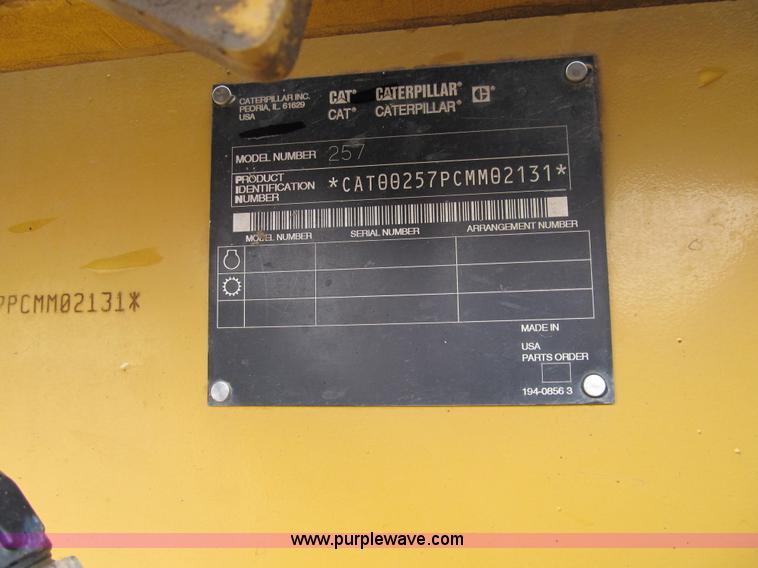 CATERPILLAR INC.
PEORIA, IL. 61629
USA
CAT® CATERPILLAR®
CAT® CATERPILLAR®
MODEL NUMBER 257
PRODUCT
IDENTIFICATION
NUMBER
*CAT00257PCMM02131*
MODEL NUMBER SERIAL NUMBER ARRANGEMENT NUMBER
PCMM02131*
MADE IN
USA
PARTS ORDER
194-0856 3
www.purplewave.com